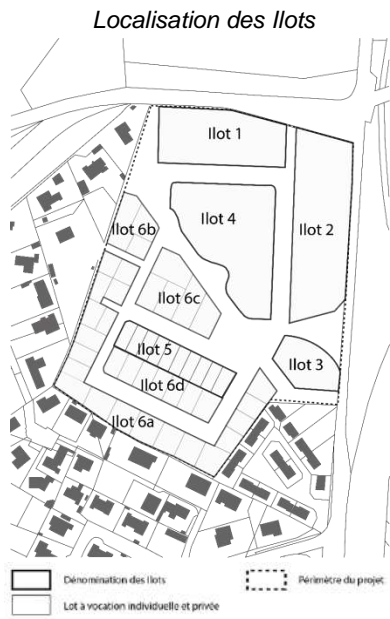 Localisation des Ilots
Ilot 1
Ilot 2
Ilot 4
Ilot 6b
Ilot 6c
Ilot 3
Ilot 5
Ilot 6d
Ilot 6a
Dénomination des Ilots
Périmètre du projet
Lot à vocation individuelle et privée